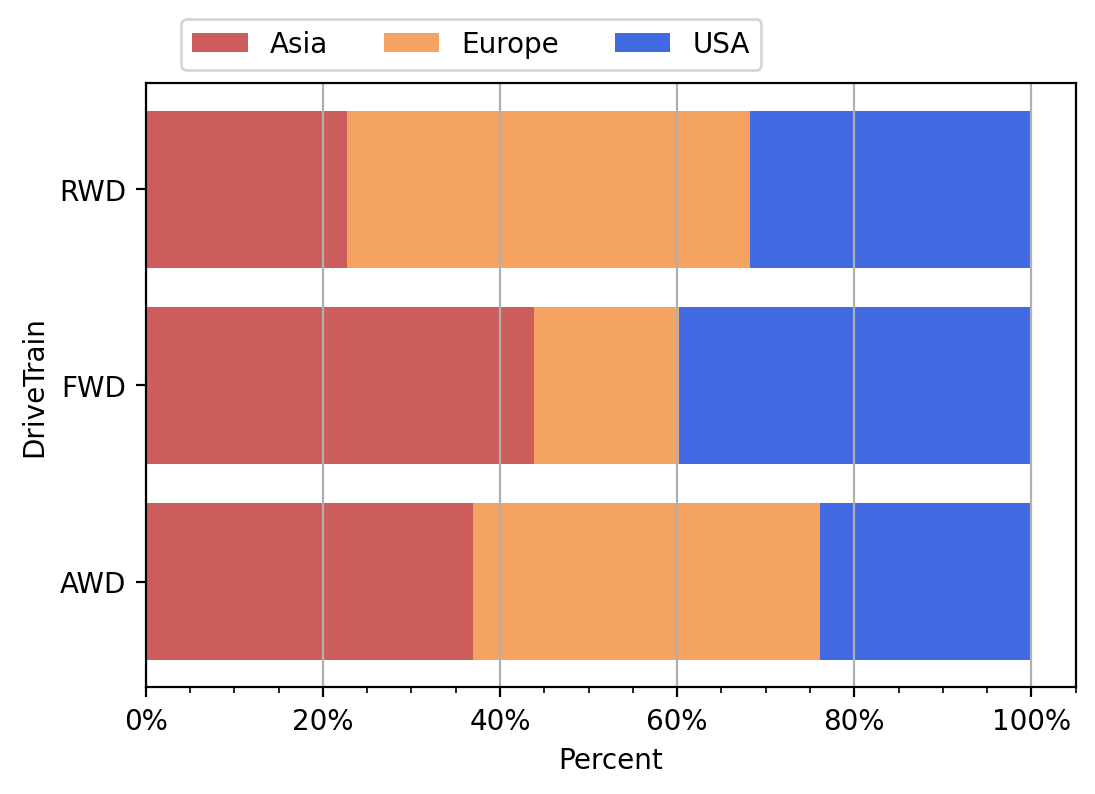 Asia Europe USA
RWD
FWD
AWD
DriveTrain
0% 20% 40% 60% 80% 100%
Percent